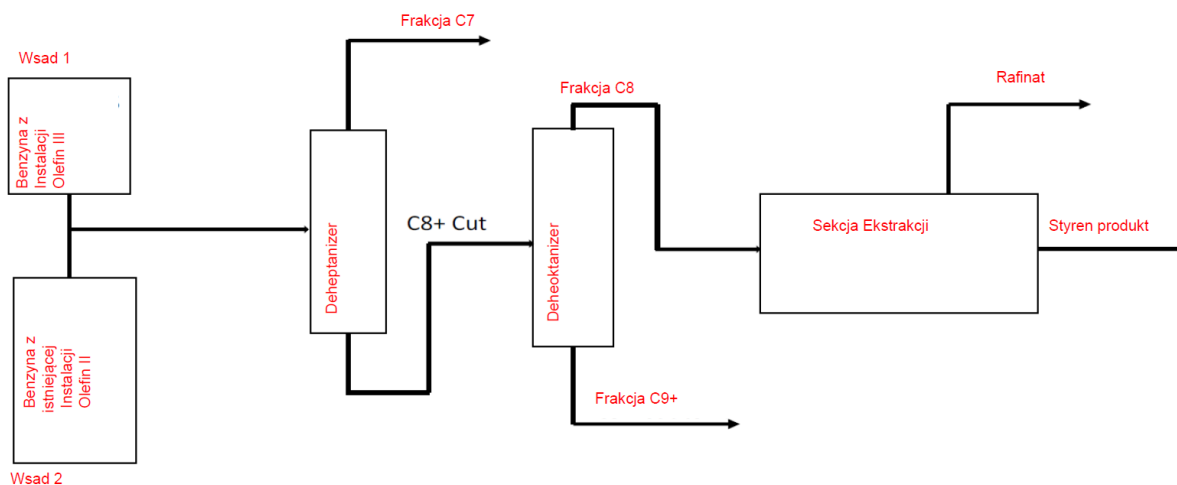 Frakcja C7
Wsad 1
Benzyna z
Instalacji
Olefin III
Frakcja C8
Rafinat
Deheptanizer
C8+ Cut
Deheoktanizer
Sekcja Ekstrakcji
Styren produkt
Benzyna z
istniejącej
Instalacji
Olefin II
Frakcja C9+
Wsad 2